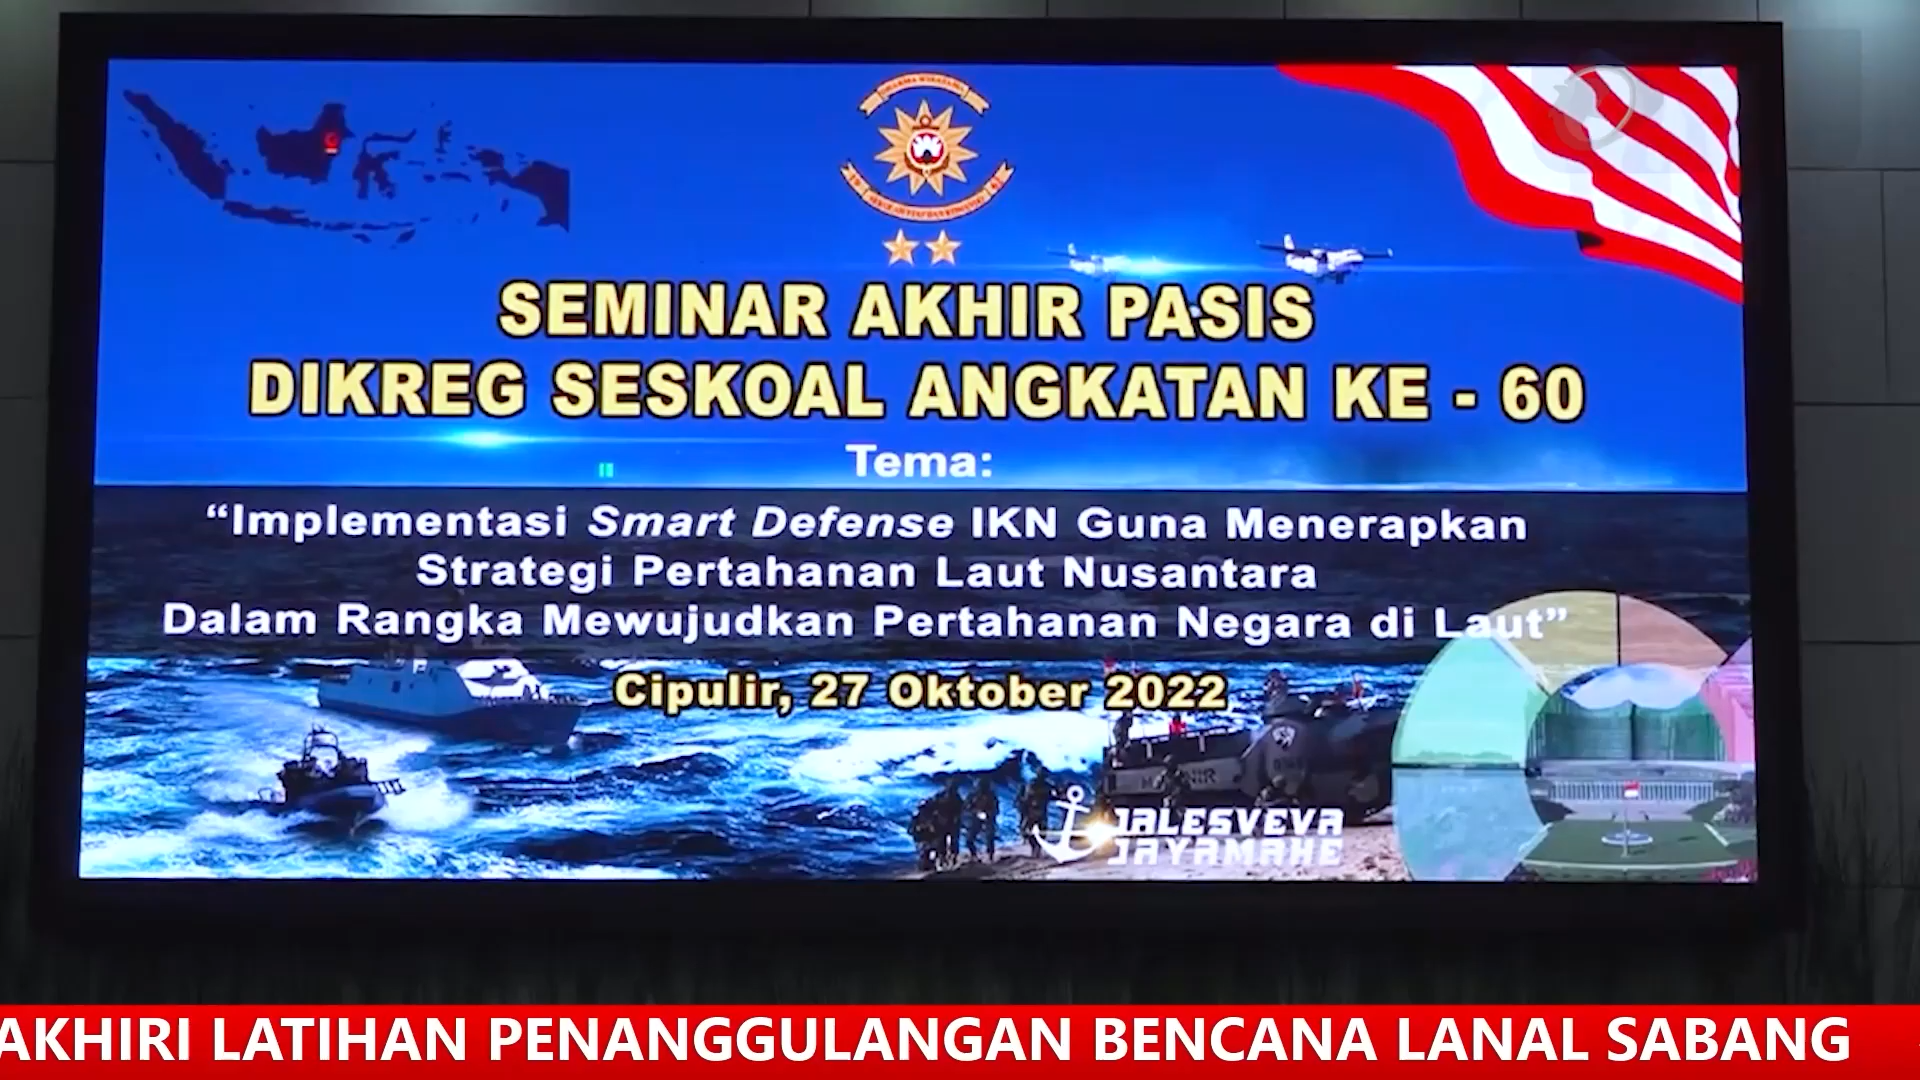 SEMINAR AKHIR PASIS
DIKREG SESKOAL ANGKATAN KE - 60
Tema:
“Implementasi Smart Defense IKN Guna Menerapkan
Strategi Pertahanan Laut Nusantara
Dalam Rangka Mewujudkan Pertahanan Negara di Laut”
Cipulir, 27 Oktober 2022
JALESVEVA
JAYAMAHE
AKHIRI LATIHAN PENANGGULANGAN BENCANA LANAL SABANG